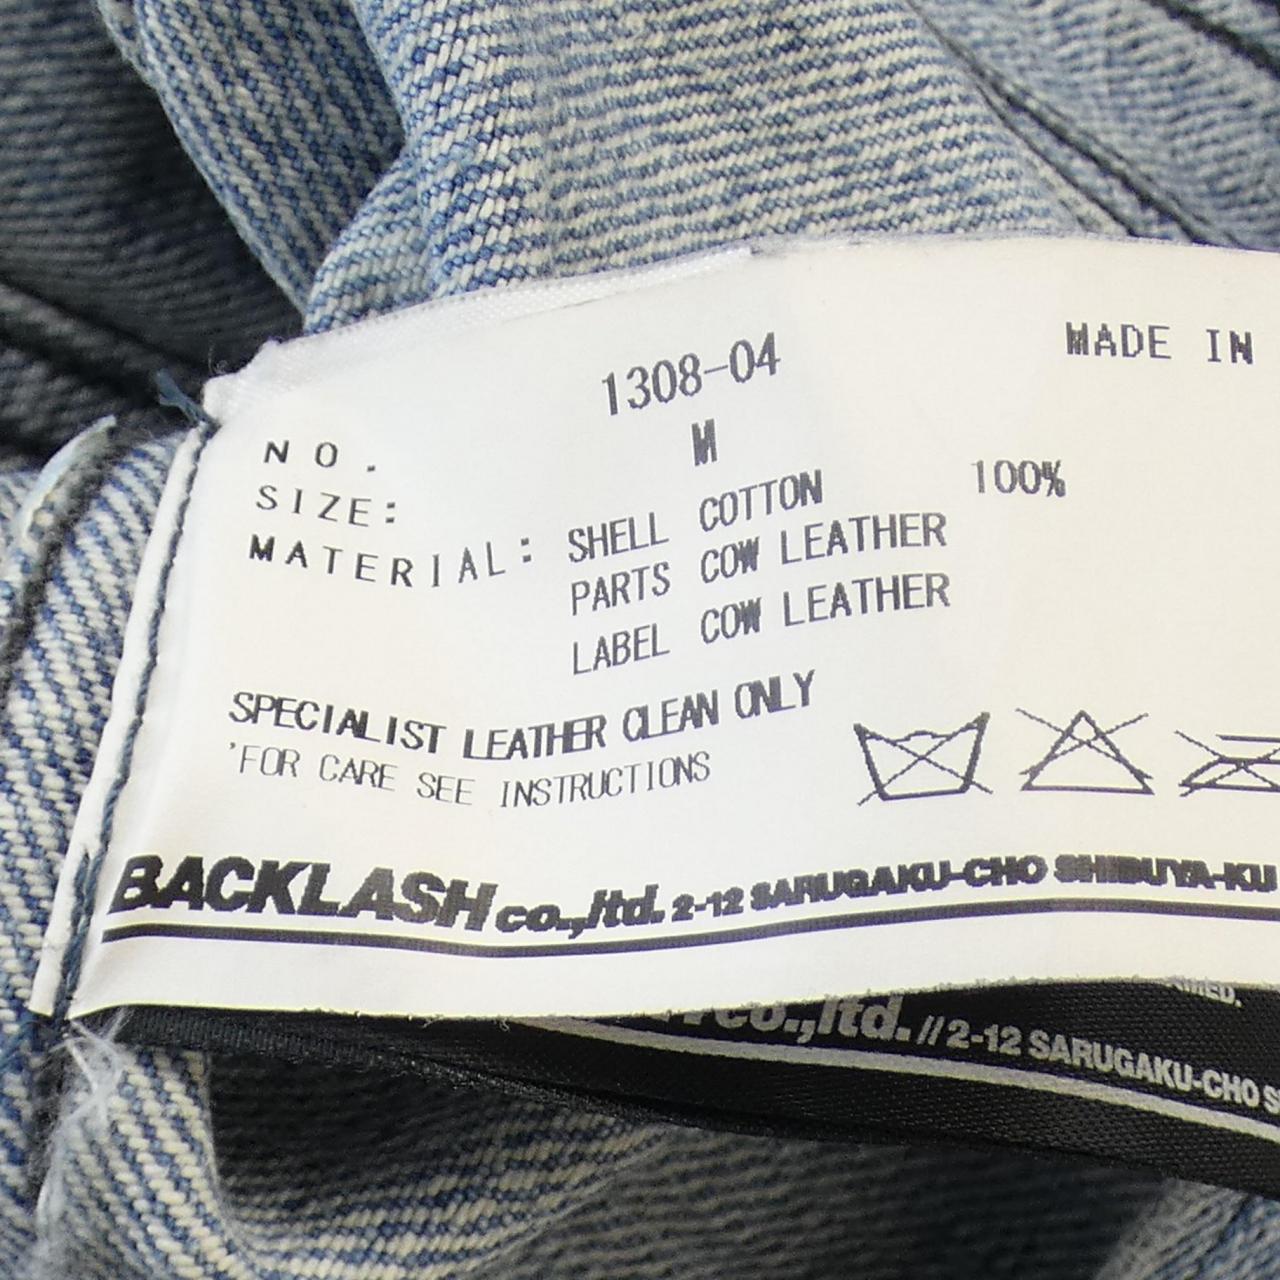 MADE IN
NO. 1308-04
SIZE: M
MATERIAL: SHELL COTTON 100%
PARTS COW LEATHER
LABEL COW LEATHER
SPECIALIST LEATHER CLEAN ONLY
'FOR CARE SEE INSTRUCTIONS
BACKLASH co.,ltd. 2-12 SARUGAKU-CHO SHIBUYA-KU
co.,ltd. // 2-12 SARUGAKU-CHO S